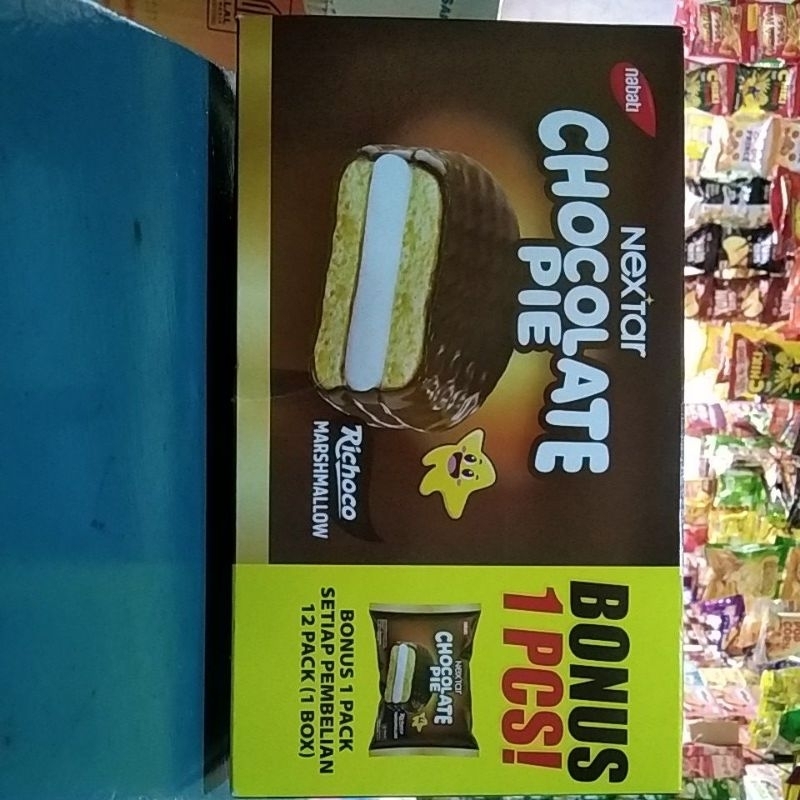 nabati
NEXTAR
CHOCOLATE
PIE
Richoco
MARSHMALLOW
BONUS
1 PCS!
NEXTAR
CHOCOLATE
PIE
Richoco
BONUS 1 PACK
SETIAP PEMBELIAN
12 PACK (1 BOX)